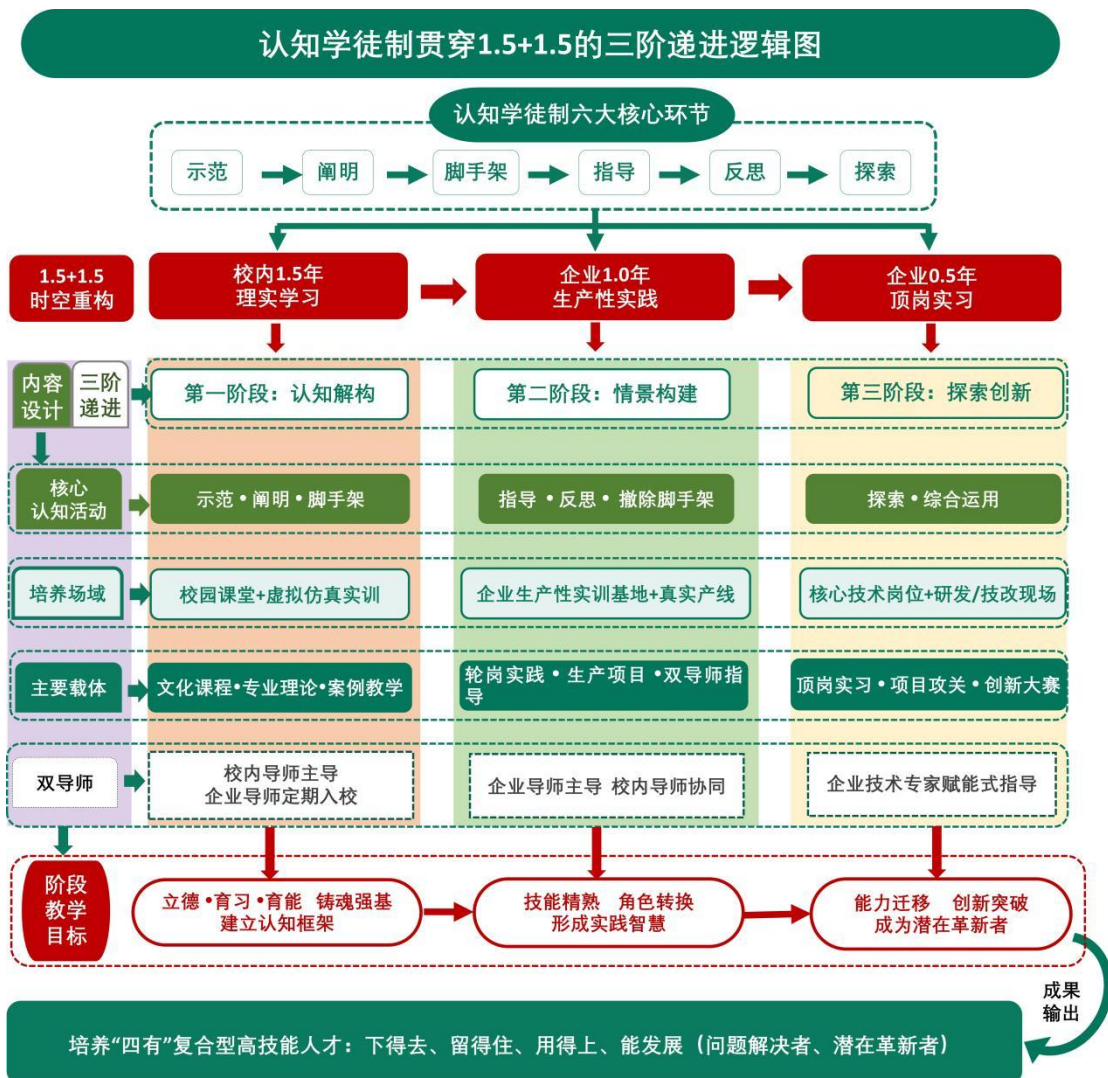 认知学徒制贯穿1.5+1.5的三阶递进逻辑图
认知学徒制六大核心环节
示范
阐明
脚手架
指导
反思
探索
1.5+1.5
时空重构
校内1.5年
理实学习
企业1.0年
生产性实践
企业0.5年
顶岗实习
内容
设计
三阶
递进
第一阶段：认知解构
第二阶段：情景构建
第三阶段：探索创新
核心
认知活动
示范•阐明•脚手架
指导•反思•撤除脚手架
探索•综合运用
培养场域
校园课堂+虚拟仿真实训
企业生产性实训基地+真实产线
核心技术岗位+研发/技改现场
主要载体
文化课程•专业理论•案例教学
轮岗实践•生产项目•双导师指
导
顶岗实习•项目攻关•创新大赛
双导师
校内导师主导
企业导师定期入校
企业导师主导 校内导师协同
企业技术专家赋能式指导
阶段
教学
目标
立德•育习•育能 铸魂强基
建立认知框架
技能精熟 角色转换
形成实践智慧
能力迁移 创新突破
成为潜在革新者
成果
输出
培养“四有”复合型高技能人才：下得去、留得住、用得上、能发展（问题解决者、潜在革新者）